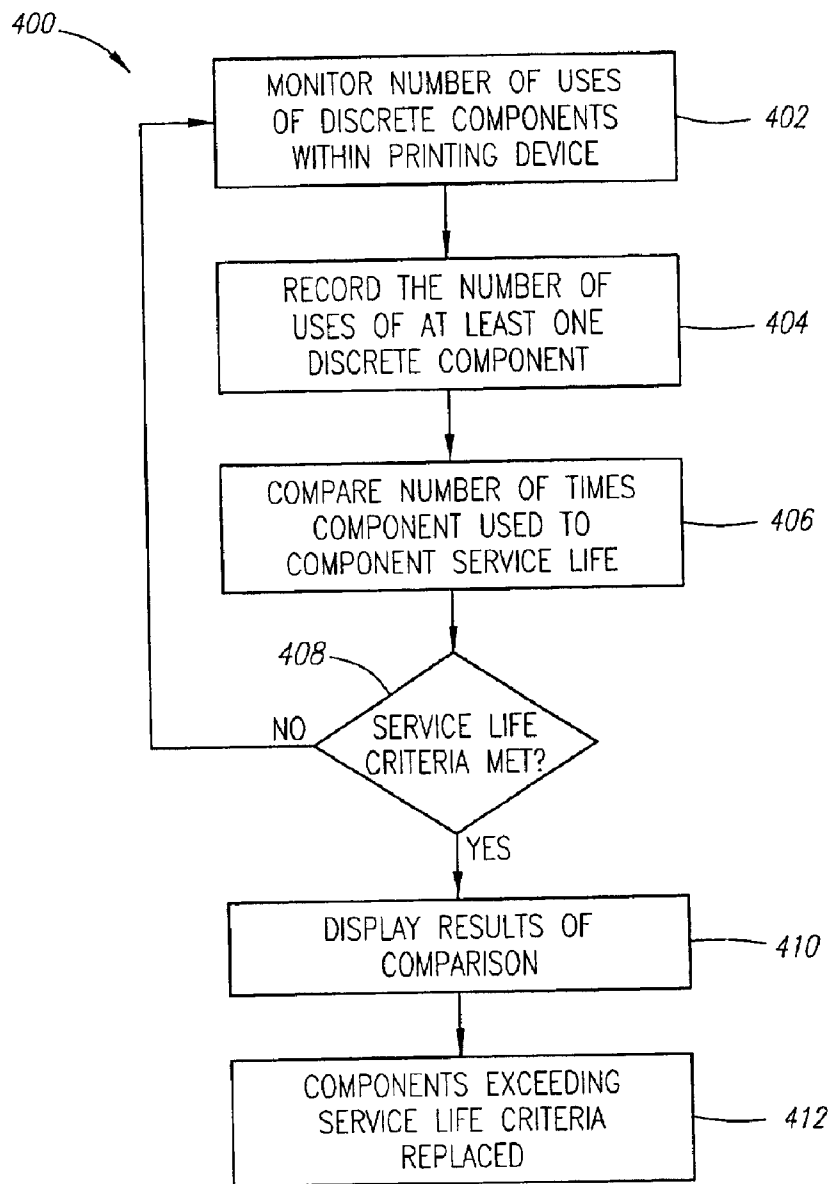 400
MONITOR NUMBER OF USES
OF DISCRETE COMPONENTS
WITHIN PRINTING DEVICE
402
RECORD THE NUMBER OF
USES OF AT LEAST ONE
DISCRETE COMPONENT
404
COMPARE NUMBER OF TIMES
COMPONENT USED TO
COMPONENT SERVICE LIFE
406
408
NO
SERVICE LIFE
CRITERIA MET?
YES
DISPLAY RESULTS OF
COMPARISON
410
COMPONENTS EXCEEDING
SERVICE LIFE CRITERIA
REPLACED
412